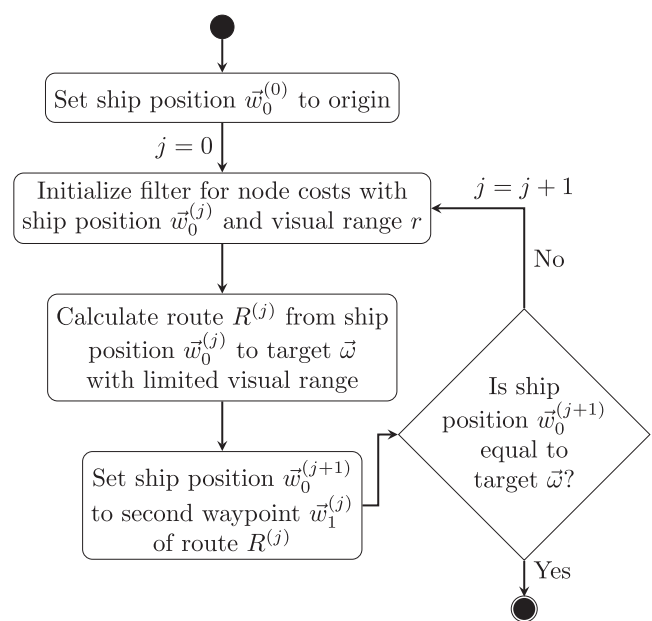 Set ship position $\vec{w}_0^{(0)}$ to origin
$j = 0$
Initialize filter for node costs with
ship position $\vec{w}_0^{(j)}$ and visual range $r$
$j = j + 1$
No
Calculate route $R^{(j)}$ from ship
position $\vec{w}_0^{(j)}$ to target $\vec{\omega}$
with limited visual range
Set ship position $\vec{w}_0^{(j+1)}$
to second waypoint $\vec{w}_1^{(j)}$
of route $R^{(j)}$
Is ship
position $\vec{w}_0^{(j+1)}$
equal to
target $\vec{\omega}$?
Yes